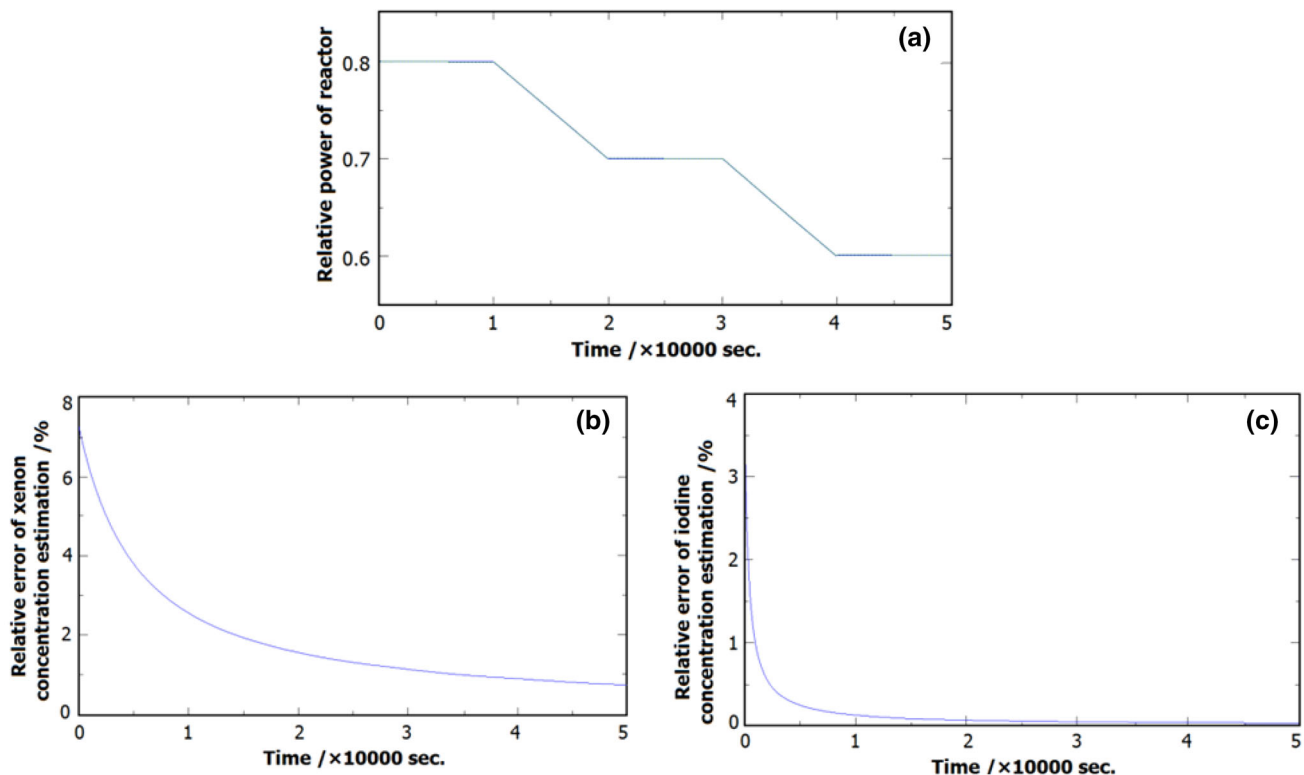 (a)
Relative power of reactor
0.8
0.7
0.6
0 1 2 3 4 5
Time /×10000 sec.
(b)
Relative error of xenon
concentration estimation /%
8
6
4
2
0
0 1 2 3 4 5
Time /×10000 sec.
(c)
Relative error of iodine
concentration estimation /%
4
3
2
1
0
0 1 2 3 4 5
Time /×10000 sec.